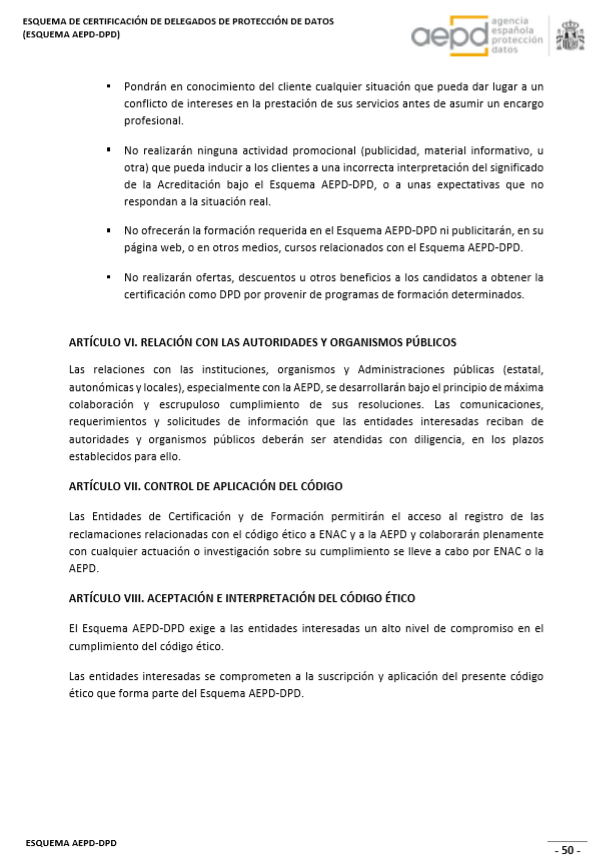 ESQUEMA DE CERTIFICACIÓN DE DELEGADOS DE PROTECCIÓN DE DATOS
(ESQUEMA AEPD-DPD)
aepd agencia
española
protección
datos
▪ Pondrán en conocimiento del cliente cualquier situación que pueda dar lugar a un
conflicto de intereses en la prestación de sus servicios antes de asumir un encargo
profesional.
▪ No realizarán ninguna actividad promocional (publicidad, material informativo, u
otra) que pueda inducir a los clientes a una incorrecta interpretación del significado
de la Acreditación bajo el Esquema AEPD-DPD, o a unas expectativas que no
respondan a la situación real.
▪ No ofrecerán la formación requerida en el Esquema AEPD-DPD ni publicitarán, en su
página web, o en otros medios, cursos relacionados con el Esquema AEPD-DPD.
▪ No realizarán ofertas, descuentos u otros beneficios a los candidatos a obtener la
certificación como DPD por provenir de programas de formación determinados.
ARTÍCULO VI. RELACIÓN CON LAS AUTORIDADES Y ORGANISMOS PÚBLICOS
Las relaciones con las instituciones, organismos y Administraciones públicas (estatal,
autonómicas y locales), especialmente con la AEPD, se desarrollarán bajo el principio de máxima
colaboración y escrupuloso cumplimiento de sus resoluciones. Las comunicaciones,
requerimientos y solicitudes de información que las entidades interesadas reciban de
autoridades y organismos públicos deberán ser atendidas con diligencia, en los plazos
establecidos para ello.
ARTÍCULO VII. CONTROL DE APLICACIÓN DEL CÓDIGO
Las Entidades de Certificación y de Formación permitirán el acceso al registro de las
reclamaciones relacionadas con el código ético a ENAC y a la AEPD y colaborarán plenamente
con cualquier actuación o investigación sobre su cumplimiento se lleve a cabo por ENAC o la
AEPD.
ARTÍCULO VIII. ACEPTACIÓN E INTERPRETACIÓN DEL CÓDIGO ÉTICO
El Esquema AEPD-DPD exige a las entidades interesadas un alto nivel de compromiso en el
cumplimiento del código ético.
Las entidades interesadas se comprometen a la suscripción y aplicación del presente código
ético que forma parte del Esquema AEPD-DPD.
ESQUEMA AEPD-DPD
- 50 -